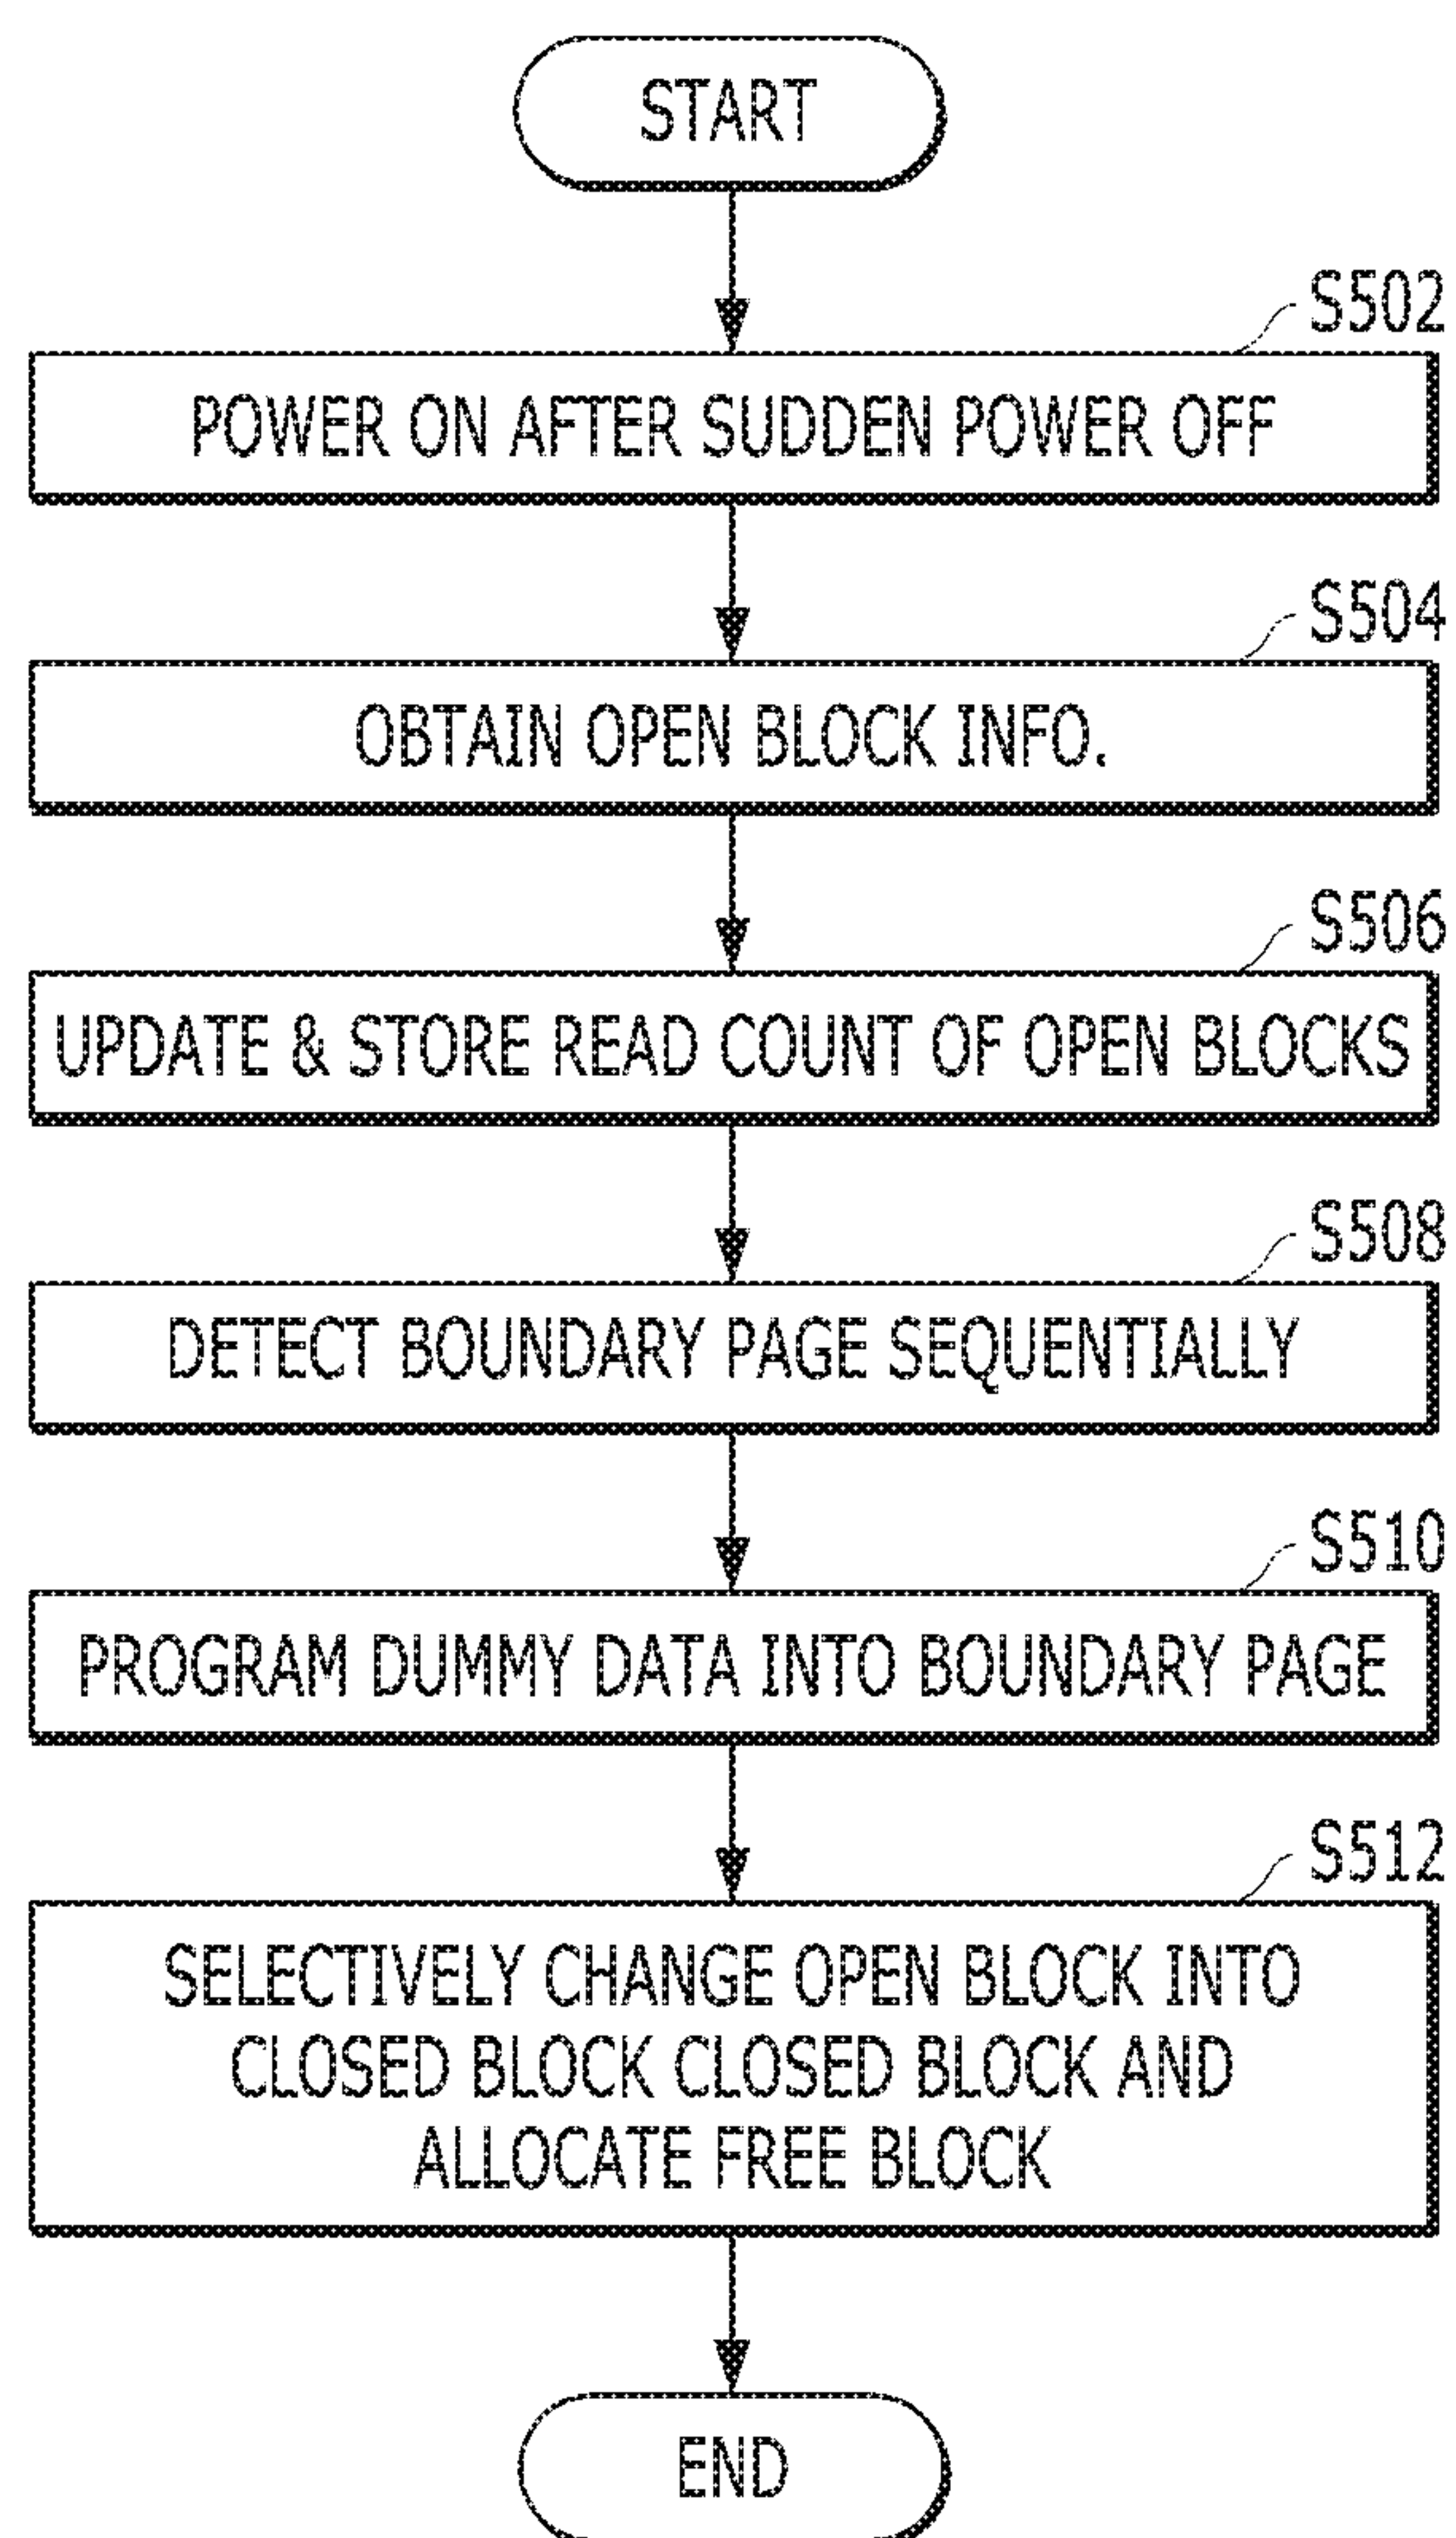 START
S502
POWER ON AFTER SUDDEN POWER OFF
S504
OBTAIN OPEN BLOCK INFO.
S506
UPDATE & STORE READ COUNT OF OPEN BLOCKS
S508
DETECT BOUNDARY PAGE SEQUENTIALLY
S510
PROGRAM DUMMY DATA INTO BOUNDARY PAGE
S512
SELECTIVELY CHANGE OPEN BLOCK INTO
CLOSED BLOCK CLOSED BLOCK AND
ALLOCATE FREE BLOCK
END